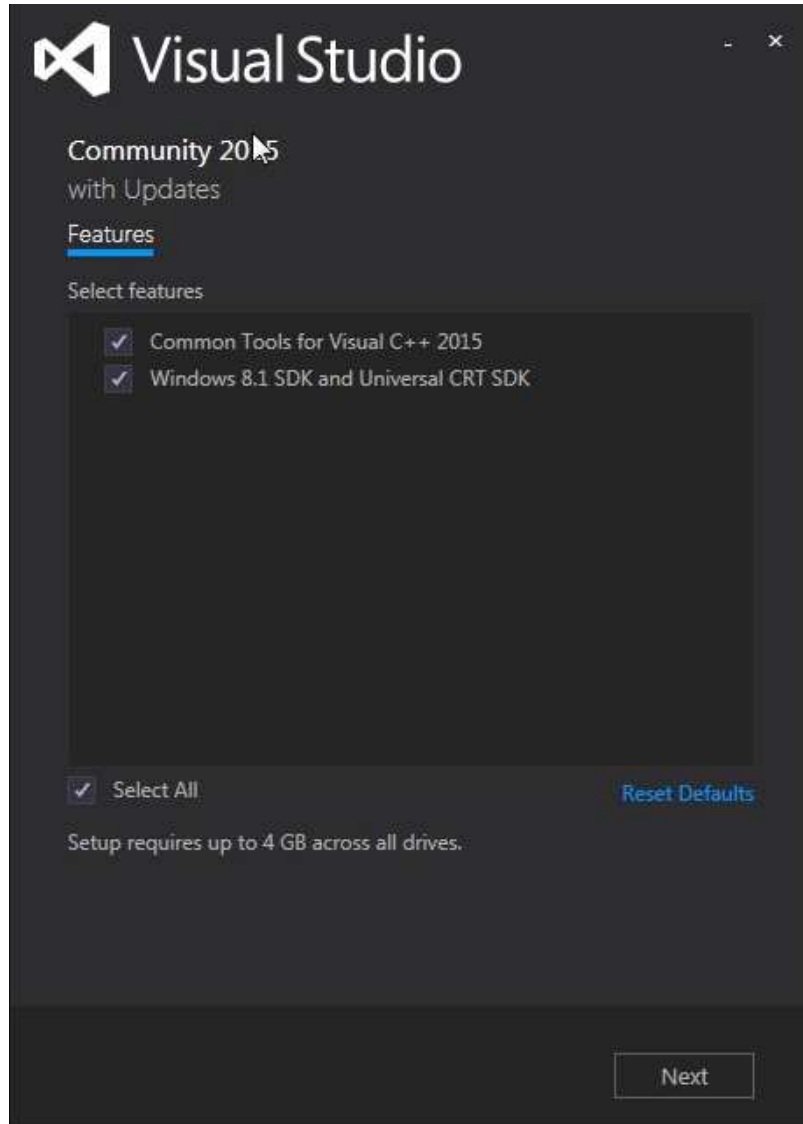 Visual Studio
Community 2015
with Updates
Features
Select features
Common Tools for Visual C++ 2015
Windows 8.1 SDK and Universal CRT SDK
Select All
Reset Defaults
Setup requires up to 4 GB across all drives.
Next